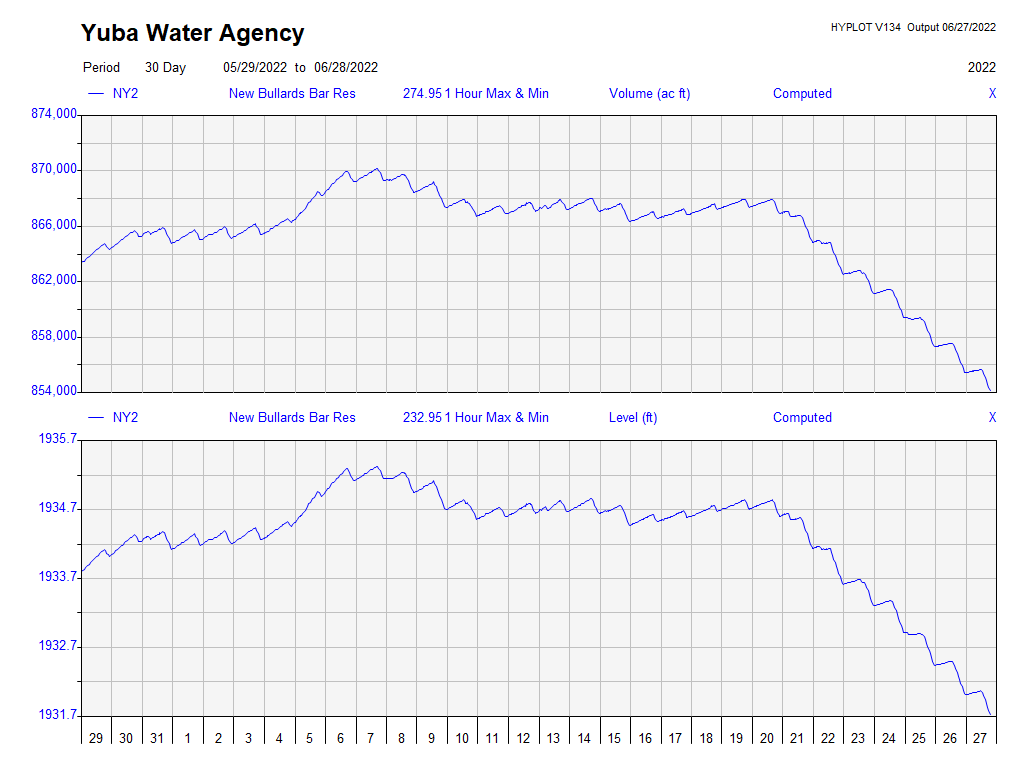 Yuba Water Agency
HYPLOT V134 Output 06/27/2022
Period 30 Day 05/29/2022 to 06/28/2022 2022
NY2 New Bullards Bar Res 274.95 1 Hour Max & Min Volume (ac ft) Computed X
874,000
870,000
866,000
862,000
858,000
854,000
NY2 New Bullards Bar Res 232.95 1 Hour Max & Min Level (ft) Computed X
1935.7
1934.7
1933.7
1932.7
1931.7
29 30 31 1 2 3 4 5 6 7 8 9 10 11 12 13 14 15 16 17 18 19 20 21 22 23 24 25 26 27